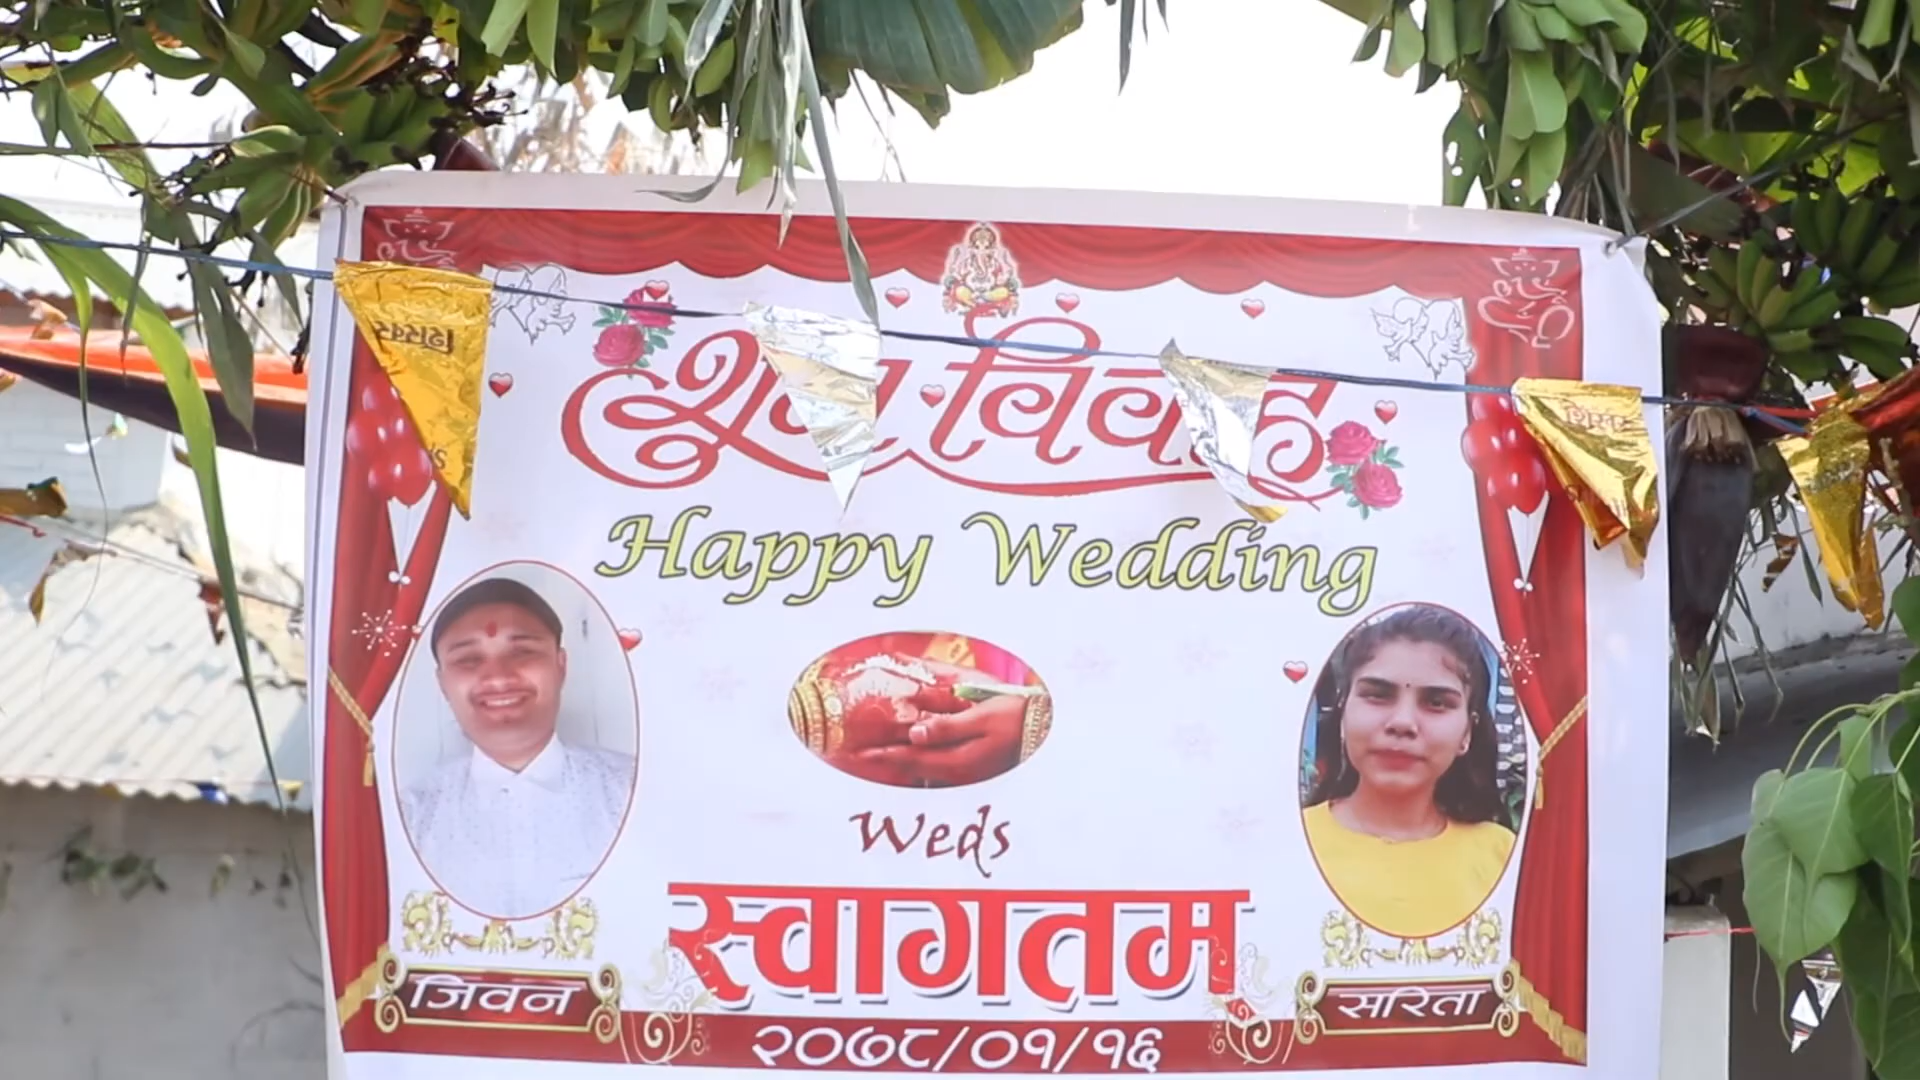 शुभ-विवाह
Happy Wedding
Weds
स्वागतम
जिवन
सरिता
२०७८/०१/१६